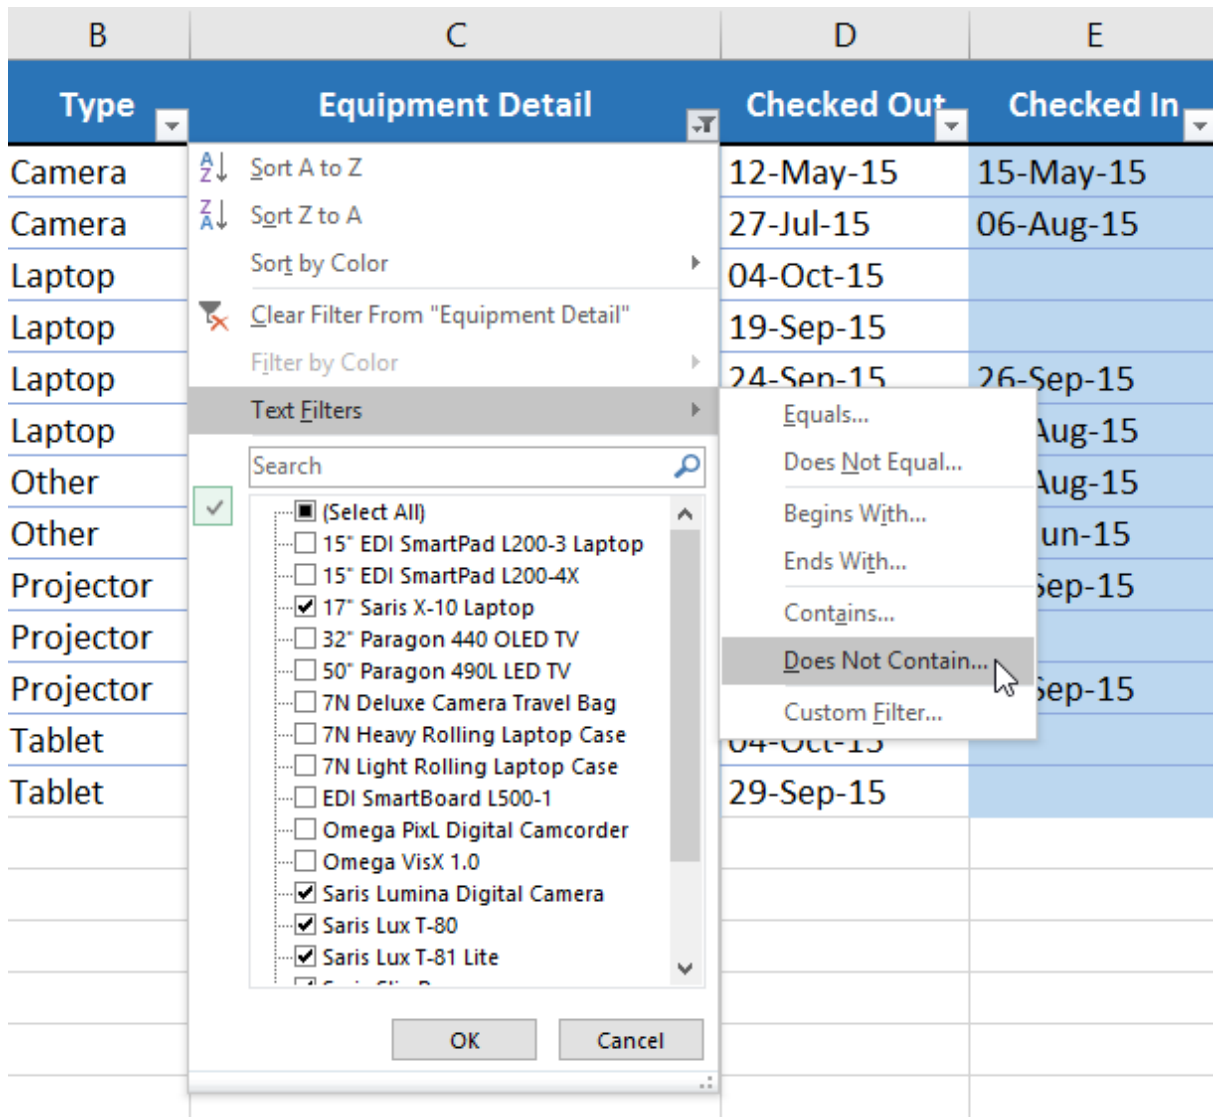 B C D E
Type Equipment Detail Checked Out Checked In
Camera 12-May-15 15-May-15
Camera 27-Jul-15 06-Aug-15
Laptop 04-Oct-15
Laptop 19-Sep-15
Laptop 24-Sep-15 26-Sep-15
Laptop Aug-15
Other Aug-15
Other un-15
Projector Sep-15
Projector
Projector Sep-15
Tablet 04-Oct-15
Tablet 29-Sep-15
Sort A to Z
Sort Z to A
Sort by Color
Clear Filter From "Equipment Detail"
Filter by Color
Text Filters
Search
(Select All)
15" EDI SmartPad L200-3 Laptop
15" EDI SmartPad L200-4X
17" Saris X-10 Laptop
32" Paragon 440 OLED TV
50" Paragon 490L LED TV
7N Deluxe Camera Travel Bag
7N Heavy Rolling Laptop Case
7N Light Rolling Laptop Case
EDI SmartBoard L500-1
Omega PixL Digital Camcorder
Omega VisX 1.0
Saris Lumina Digital Camera
Saris Lux T-80
Saris Lux T-81 Lite
OK Cancel
Equals...
Does Not Equal...
Begins With...
Ends With...
Contains...
Does Not Contain...
Custom Filter...